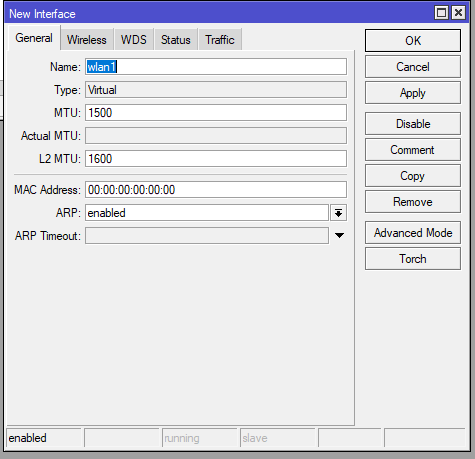 New Interface
General Wireless WDS Status Traffic
Name: wlan1
Type: Virtual
MTU: 1500
Actual MTU:
L2 MTU: 1600
MAC Address: 00:00:00:00:00:00
ARP: enabled
ARP Timeout:
OK
Cancel
Apply
Disable
Comment
Copy
Remove
Advanced Mode
Torch
enabled running slave